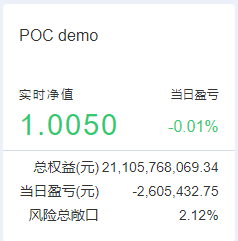 POC demo
实时净值 当日盈亏
1.0050 -0.01%
总权益(元) 21,105,768,069.34
当日盈亏(元) -2,605,432.75
风险总敞口 2.12%